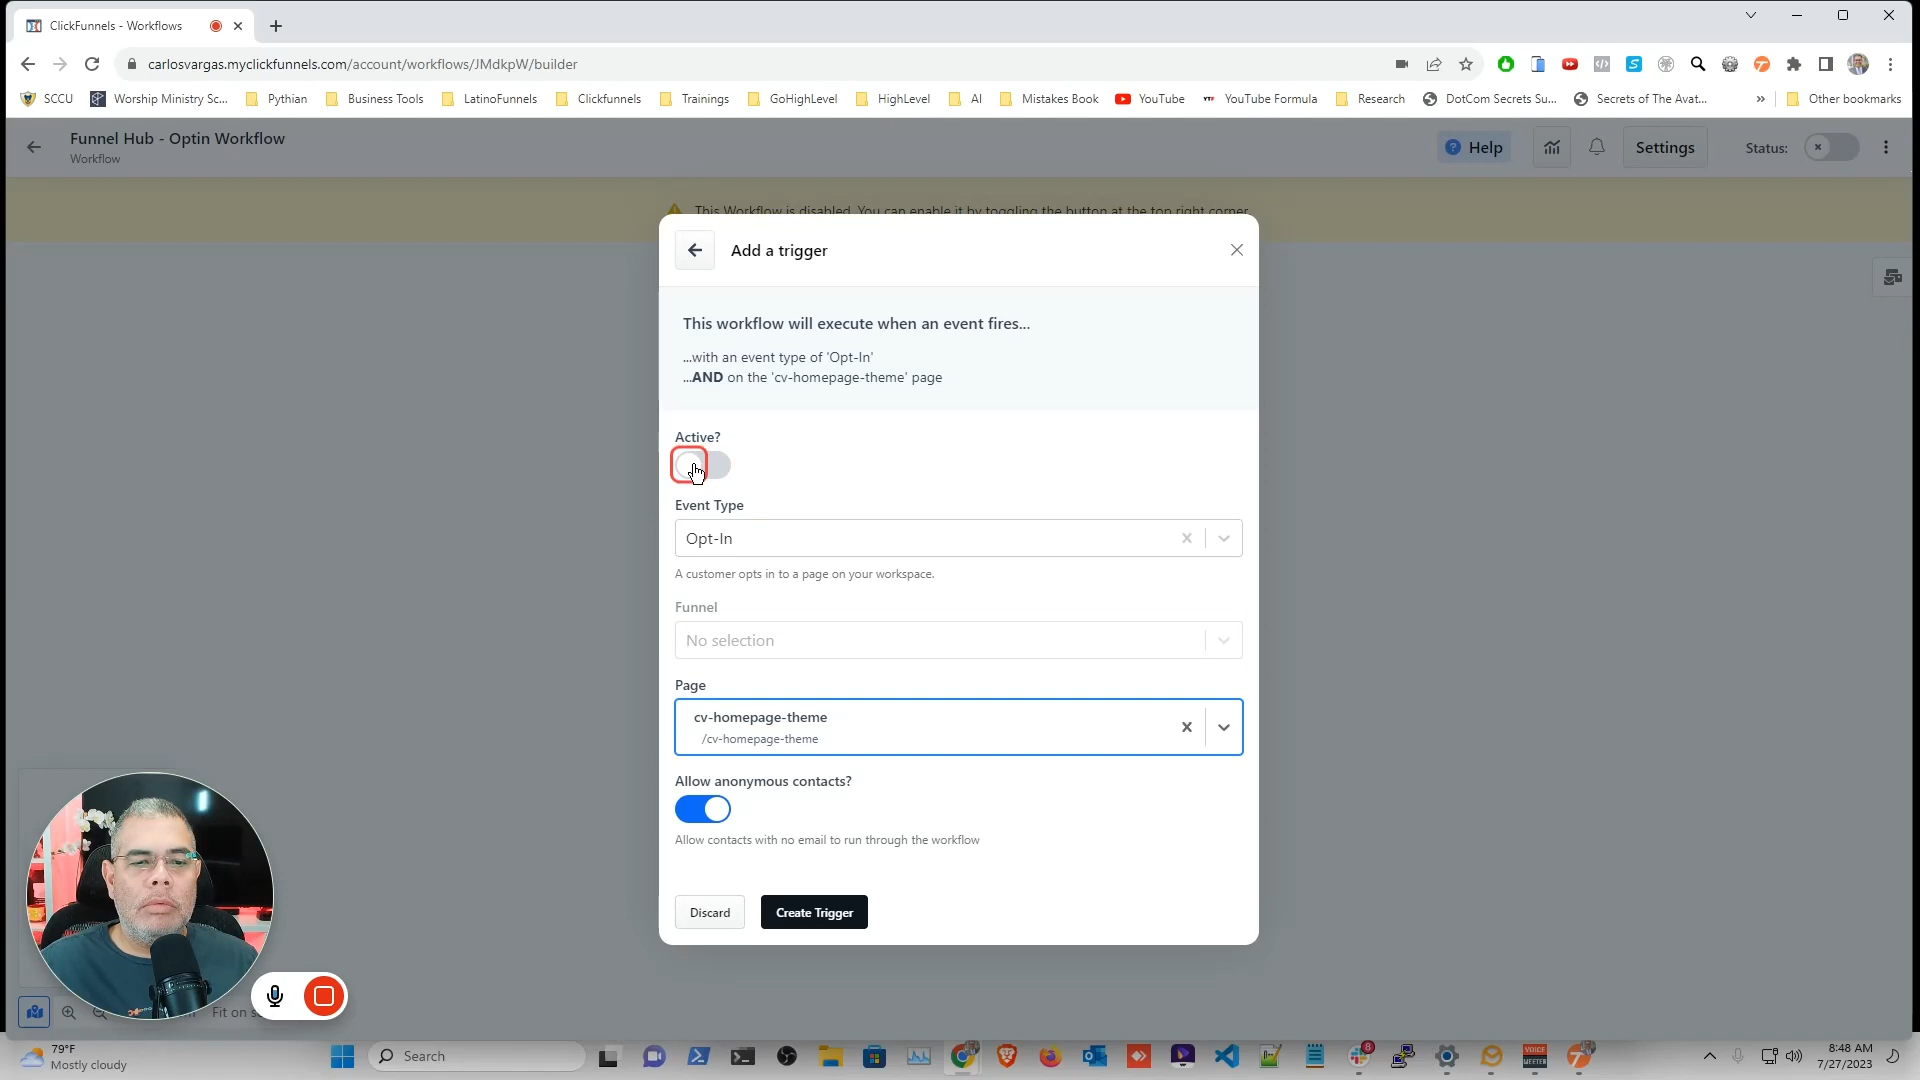 ClickFunnels - Workflows
carlosvargas.myclickfunnels.com/account/workflows/JMdkpW/builder
SCCU
Worship Ministry Sc...
Pythian
Business Tools
LatinoFunnels
Clickfunnels
Trainings
GoHighLevel
HighLevel
AI
Mistakes Book
YouTube
YouTube Formula
Research
DotCom Secrets Su...
Secrets of The Avat...
»
Other bookmarks
Funnel Hub - Optin Workflow
Workflow
Help
Settings
Status:
This Workflow is disabled. You can enable it by toggling the button at the top right corner
Add a trigger
This workflow will execute when an event fires...
...with an event type of 'Opt-In'
...AND on the 'cv-homepage-theme' page
Active?
Event Type
Opt-In
A customer opts in to a page on your workspace.
Funnel
No selection
Page
cv-homepage-theme
/cv-homepage-theme
Allow anonymous contacts?
Allow contacts with no email to run through the workflow
Discard
Create Trigger
Fit on s
79°F
Mostly cloudy
Search
8
VOICE
MEETER
8:48 AM
7/27/2023